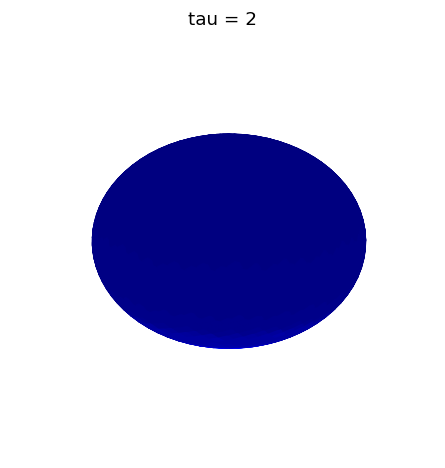 tau = 2